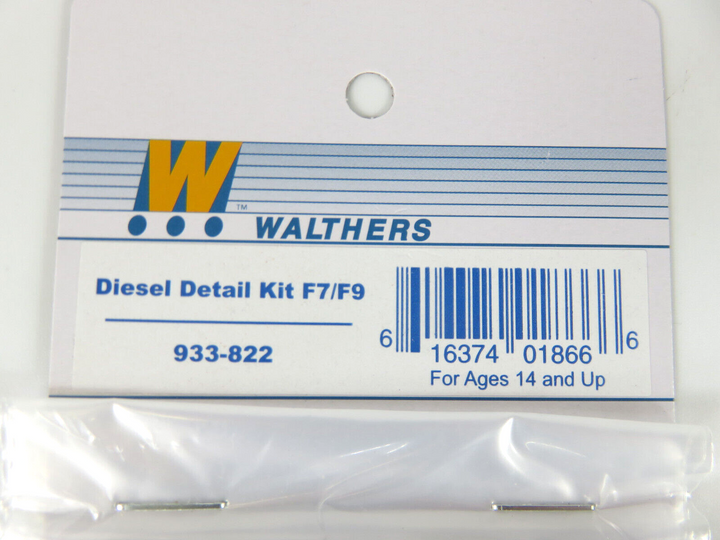 W
TM
WALTHERS
Diesel Detail Kit F7/F9
933-822
6 16374 01866 6
For Ages 14 and Up